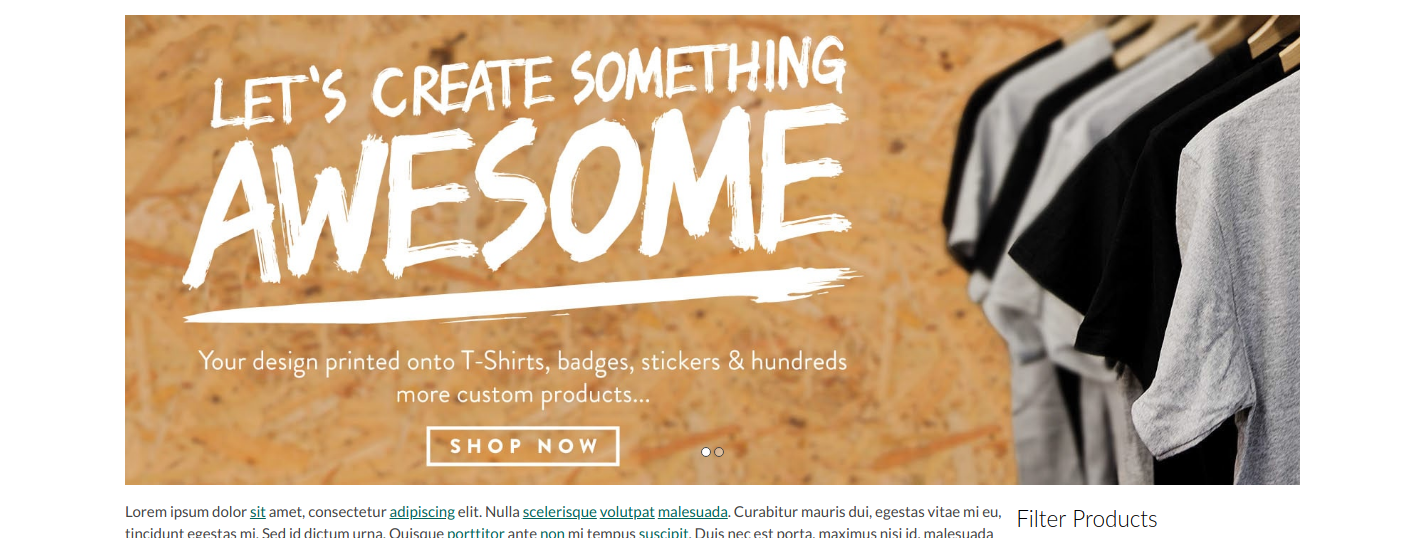 LET'S CREATE SOMETHING
AWESOME
Your design printed onto T-Shirts, badges, stickers & hundreds
more custom products...
SHOP NOW
Lorem ipsum dolor sit amet, consectetur adipiscing elit. Nulla scelerisque volutpat malesuada. Curabitur mauris dui, egestas vitae mi eu,
Filter Products
tincidunt egestas mi. Sed id dictum urna. Quisque porttitor ante non mi tempus suscipit. Duis nec est porta, maximus nisi id, malesuada